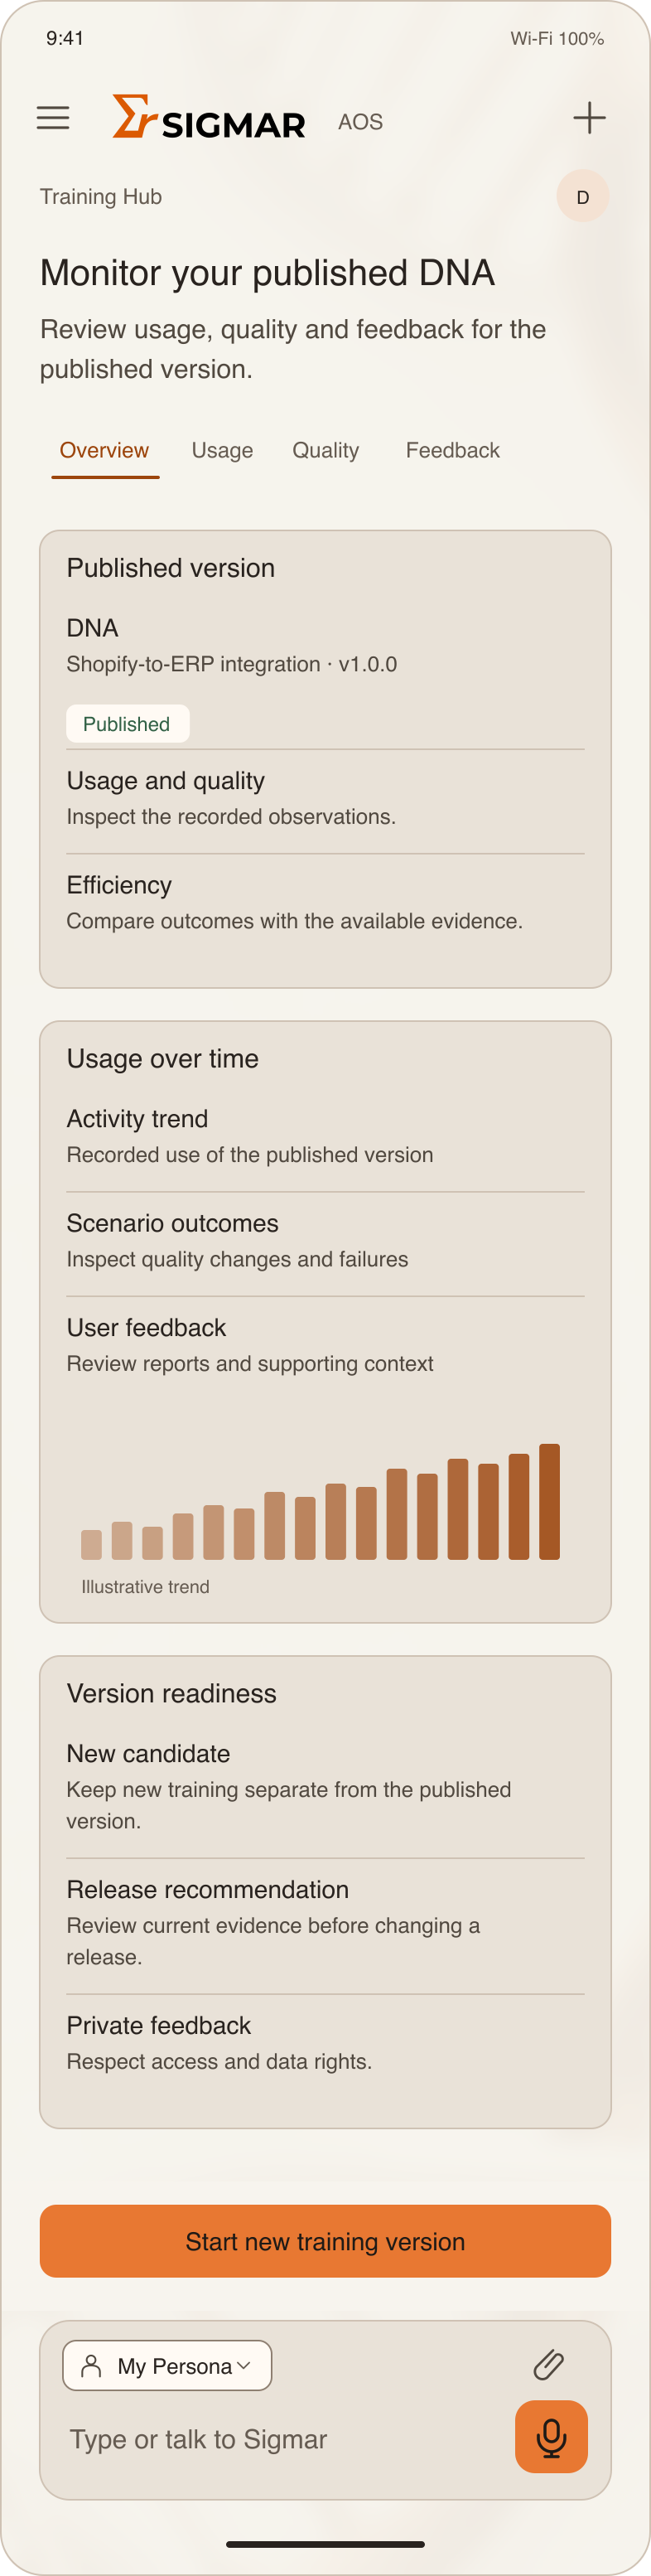 9:41
Wi-Fi 100%
Σr SIGMAR AOS
Training Hub
D
Monitor your published DNA
Review usage, quality and feedback for the
published version.
Overview Usage Quality Feedback
Published version
DNA
Shopify-to-ERP integration · v1.0.0
Published
Usage and quality
Inspect the recorded observations.
Efficiency
Compare outcomes with the available evidence.
Usage over time
Activity trend
Recorded use of the published version
Scenario outcomes
Inspect quality changes and failures
User feedback
Review reports and supporting context
Illustrative trend
Version readiness
New candidate
Keep new training separate from the published
version.
Release recommendation
Review current evidence before changing a
release.
Private feedback
Respect access and data rights.
Start new training version
My Persona
Type or talk to Sigmar